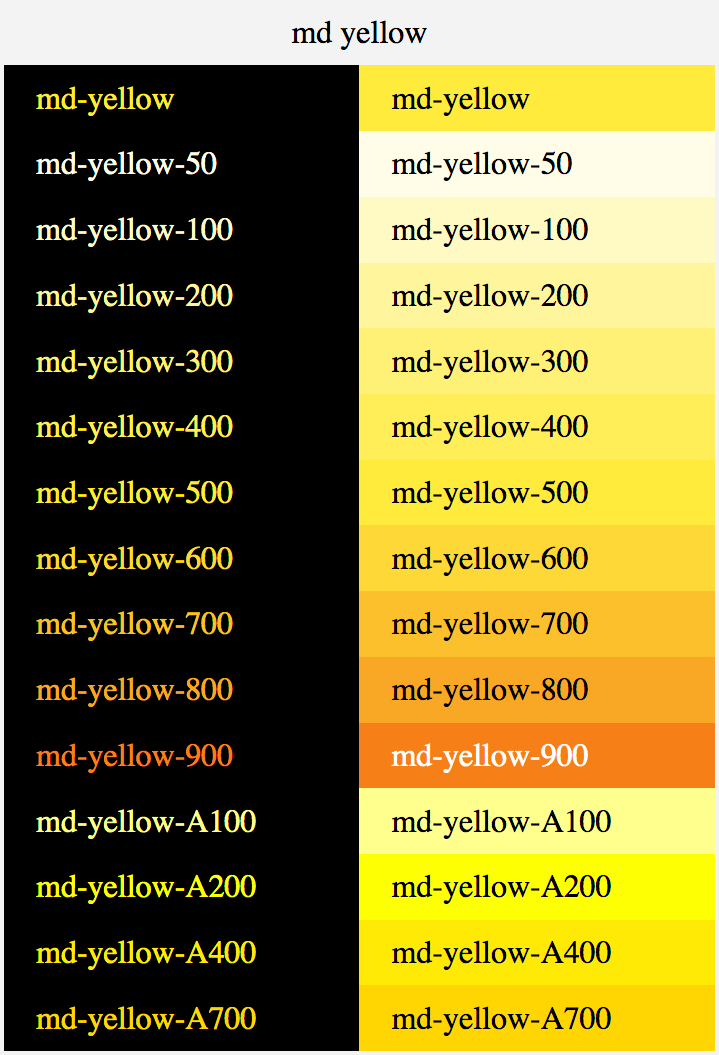 md yellow
md-yellow md-yellow
md-yellow-50 md-yellow-50
md-yellow-100 md-yellow-100
md-yellow-200 md-yellow-200
md-yellow-300 md-yellow-300
md-yellow-400 md-yellow-400
md-yellow-500 md-yellow-500
md-yellow-600 md-yellow-600
md-yellow-700 md-yellow-700
md-yellow-800 md-yellow-800
md-yellow-900 md-yellow-900
md-yellow-A100 md-yellow-A100
md-yellow-A200 md-yellow-A200
md-yellow-A400 md-yellow-A400
md-yellow-A700 md-yellow-A700